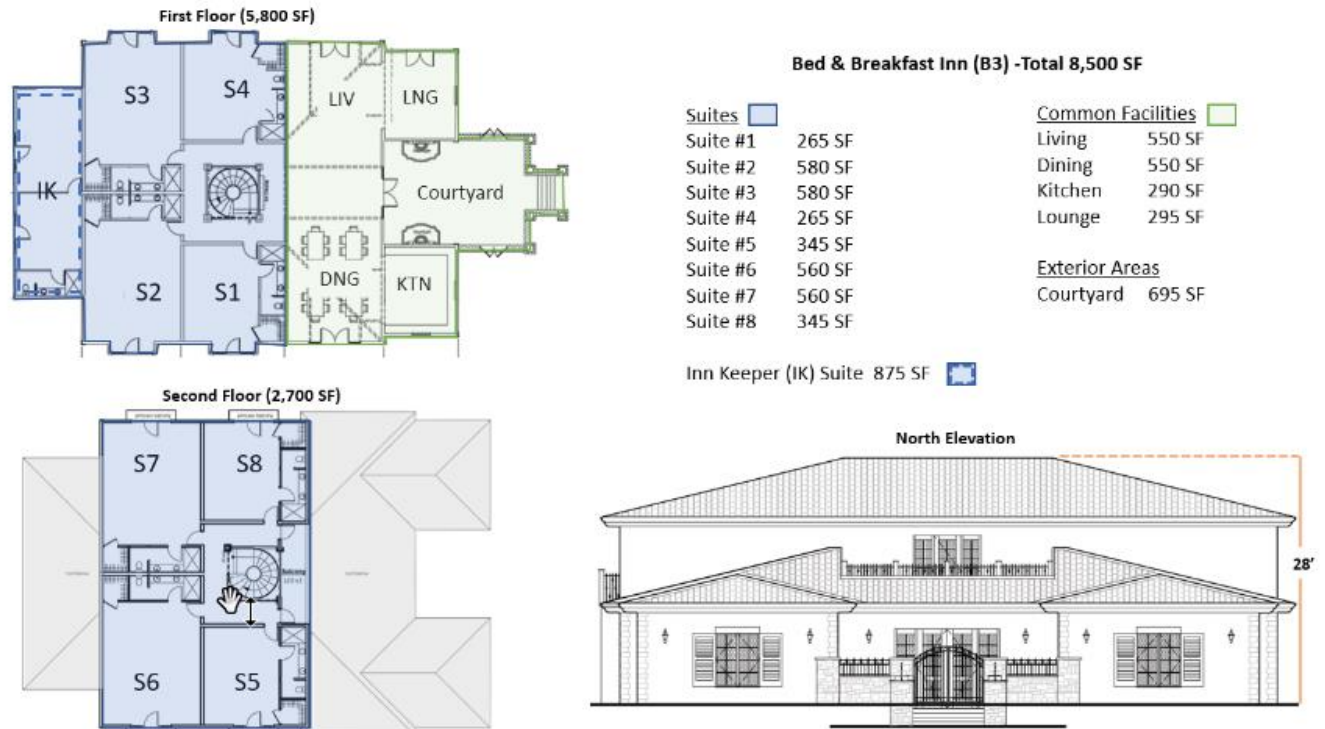 First Floor (5,800 SF)
S3
S4
LIV
LNG
IK
Courtyard
S2
S1
DNG
KTN
Bed & Breakfast Inn (B3) -Total 8,500 SF
Suites
Suite #1 265 SF
Suite #2 580 SF
Suite #3 580 SF
Suite #4 265 SF
Suite #5 345 SF
Suite #6 560 SF
Suite #7 560 SF
Suite #8 345 SF
Inn Keeper (IK) Suite 875 SF
Common Facilities
Living 550 SF
Dining 550 SF
Kitchen 290 SF
Lounge 295 SF
Exterior Areas
Courtyard 695 SF
Second Floor (2,700 SF)
S7
S8
Balcony
S6
S5
North Elevation
28'